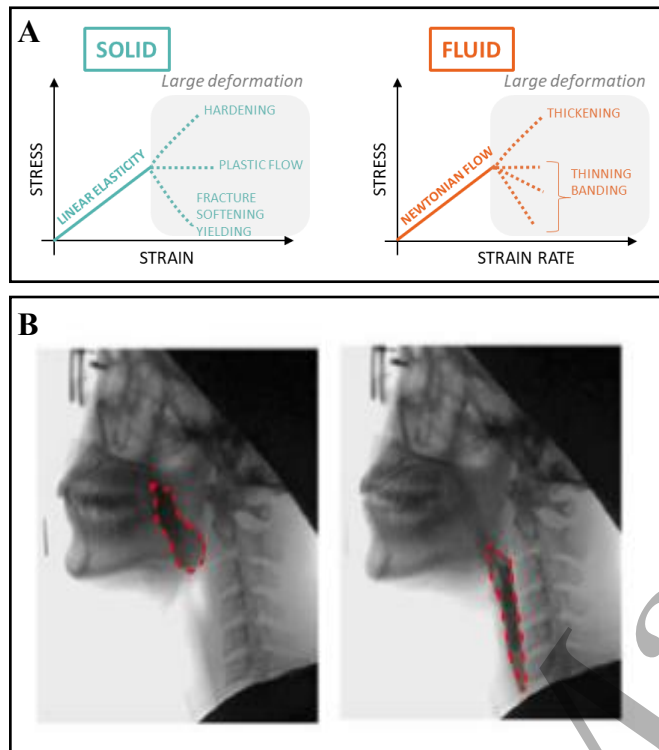 A
SOLID
Large deformation
HARDENING
PLASTIC FLOW
FRACTURE
SOFTENING
YIELDING
LINEAR ELASTICITY
STRESS
STRAIN
FLUID
Large deformation
THICKENING
THINNING
BANDING
NEWTONIAN FLOW
STRESS
STRAIN RATE
B